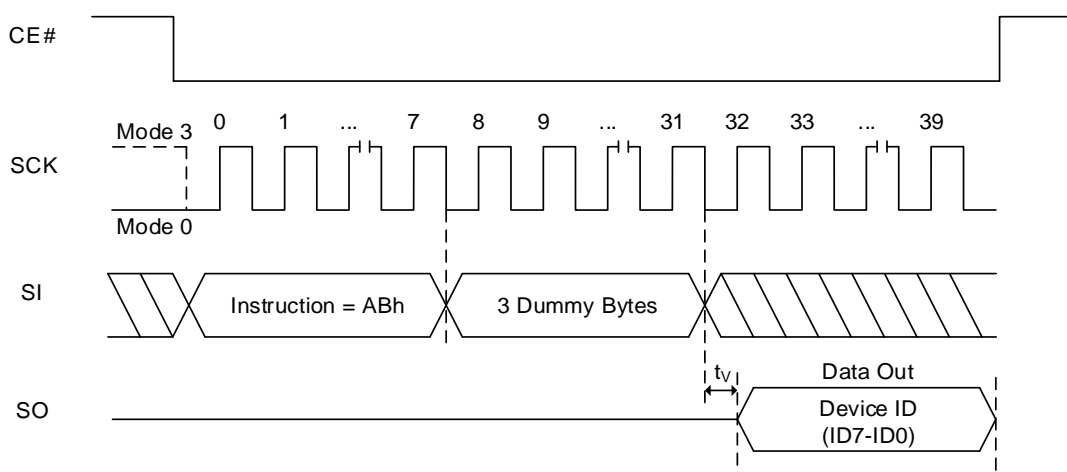 CE#
Mode 3
0 1 ... 7 8 9 ... 31 32 33 ... 39
SCK
Mode 0
SI
Instruction = ABh
3 Dummy Bytes
tV
Data Out
SO
Device ID
(ID7-ID0)